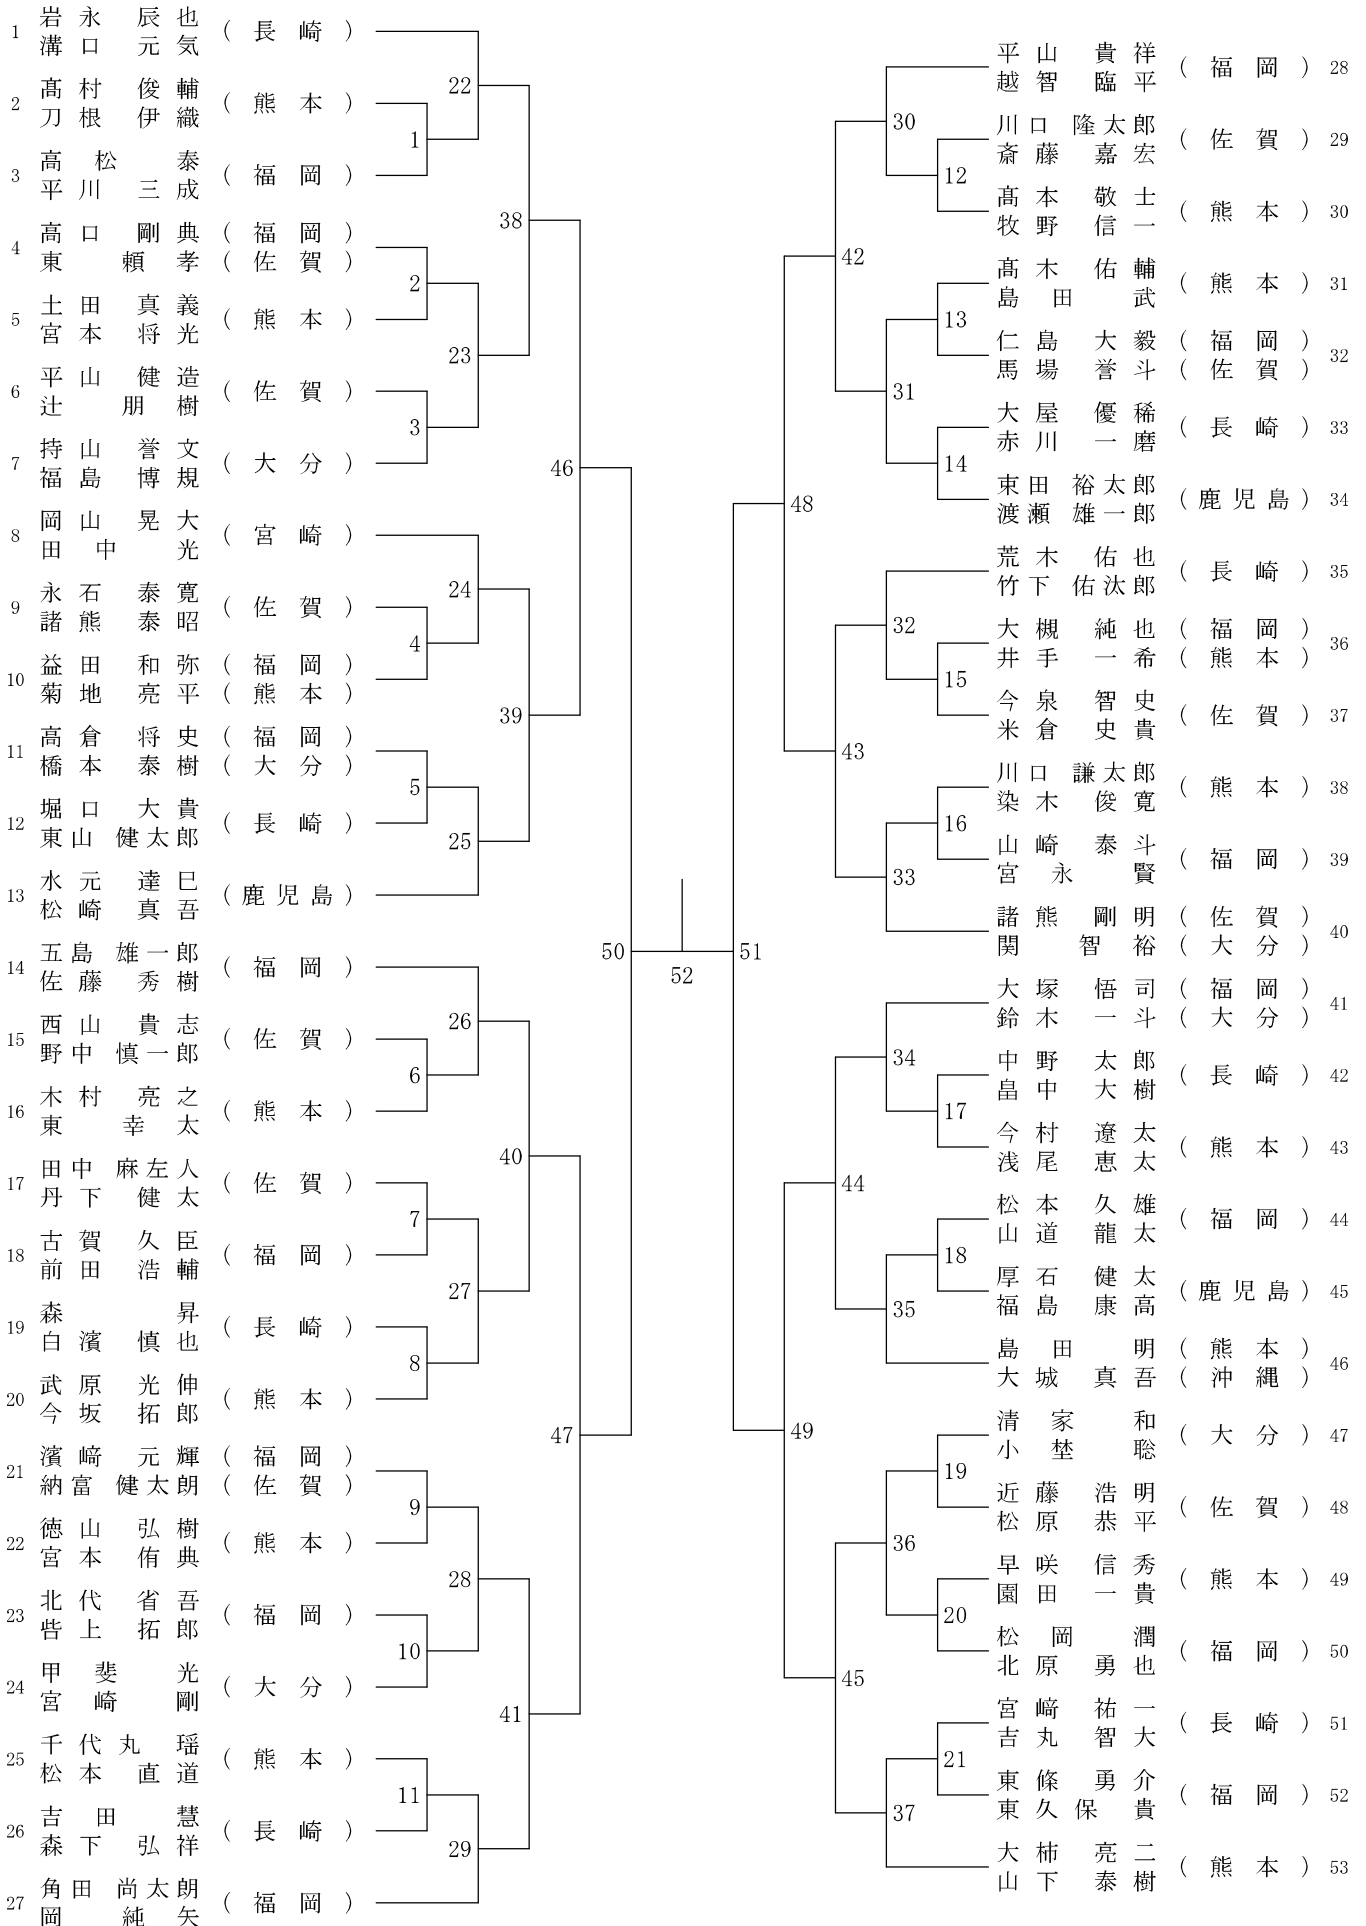 1 岩永 辰也 (長崎)
溝口 元気
2 髙村 俊輔 (熊本)
刀根 伊織
3 高松 泰 (福岡)
平川 三成
4 高口 剛典 (福岡)
東 頼孝 (佐賀)
5 土田 真義 (熊本)
宮本 将光
6 平山 健造 (佐賀)
辻 朋樹
7 持山 誉文 (大分)
福島 博規
8 岡山 晃大 (宮崎)
田中 光
9 永石 泰寛 (佐賀)
諸熊 泰昭
10 益田 和弥 (福岡)
菊地 亮平 (熊本)
11 高倉 将史 (福岡)
橋本 泰樹 (大分)
12 堀口 大貴 (長崎)
東山 健太郎
13 水元 達巳 (鹿児島)
松崎 真吾
14 五島 雄一郎 (福岡)
佐藤 秀樹
15 西山 貴志 (佐賀)
野中 慎一郎
16 木村 亮之 (熊本)
東 幸太
17 田中 麻左人 (佐賀)
丹下 健太
18 古賀 久臣 (福岡)
前田 浩輔
19 森 昇 (長崎)
白濱 慎也
20 武原 光伸 (熊本)
今坂 拓郎
21 濱﨑 元輝 (福岡)
納富 健太朗 (佐賀)
22 徳山 弘樹 (熊本)
宮本 侑典
23 北代 省吾 (福岡)
皆上 拓郎
24 甲斐 光 (大分)
宮崎 剛
25 千代丸 瑶 (熊本)
松本 直道
26 吉田 慧 (長崎)
森下 弘祥
27 角田 尚太朗 (福岡)
岡 純矢
1
2
3
4
5
6
7
8
9
10
11
22
23
24
25
26
27
28
29
38
39
40
41
46
47
50
52
51
48
49
42
43
44
45
30
31
32
33
34
35
36
37
12
13
14
15
16
17
18
19
20
21
平山 貴祥 (福岡) 28
越智 臨平
川口 隆太郎 (佐賀) 29
斎藤 嘉宏
髙本 敬士 (熊本) 30
牧野 信一
髙木 佑輔 (熊本) 31
島田 武
仁島 大毅 (福岡) 32
馬場 誉斗 (佐賀)
大屋 優稀 (長崎) 33
赤川 一磨
東田 裕太郎 (鹿児島) 34
渡瀬 雄一郎
荒木 佑也 (長崎) 35
竹下 佑汰郎
大槻 純也 (福岡) 36
井手 一希 (熊本)
今泉 智史 (佐賀) 37
米倉 史貴
川口 謙太郎 (熊本) 38
染木 俊寛
山崎 泰斗 (福岡) 39
宮永 賢
諸熊 剛明 (佐賀) 40
関 智裕 (大分)
大塚 悟司 (福岡) 41
鈴木 一斗 (大分)
中野 太郎 (長崎) 42
畠中 大樹
今村 遼太 (熊本) 43
浅尾 恵太
松本 久雄 (福岡) 44
山道 龍太
厚石 健太 (鹿児島) 45
福島 康高
島田 明 (熊本) 46
大城 真吾 (沖縄)
清家 和 (大分) 47
小埜 聡
近藤 浩明 (佐賀) 48
松原 恭平
早咲 信秀 (熊本) 49
園田 一貴
松岡 潤 (福岡) 50
北原 勇也
宮﨑 祐一 (長崎) 51
吉丸 智大
東條 勇介 (福岡) 52
東久保 貴
大柿 亮二 (熊本) 53
山下 泰樹